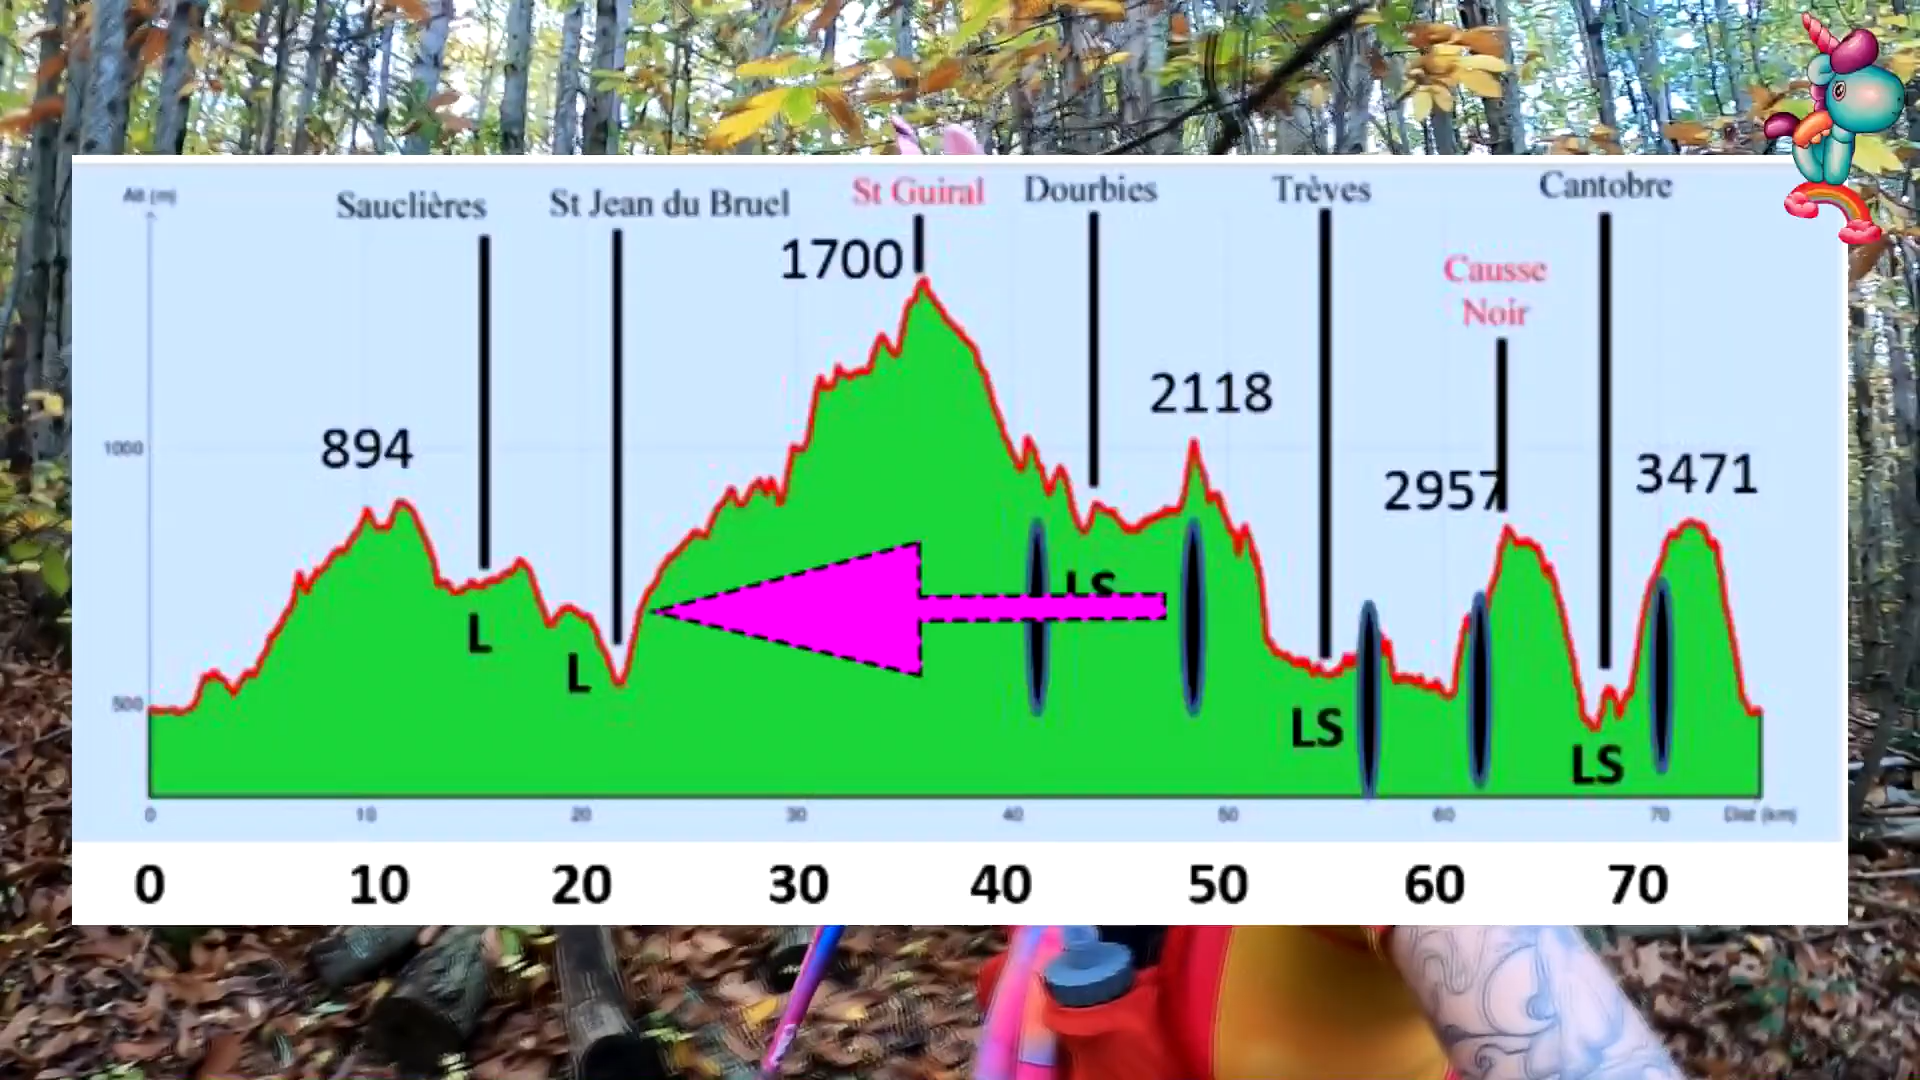 Alt (m)
Sauclières
St Jean du Bruel
St Guiral
Dourbies
Trèves
Cantobre
Causse
Noir
1700
894
2118
2957
3471
1000
500
L
L
LS
LS
LS
0 10 20 30 40 50 60 70 Dist (km)
0 10 20 30 40 50 60 70